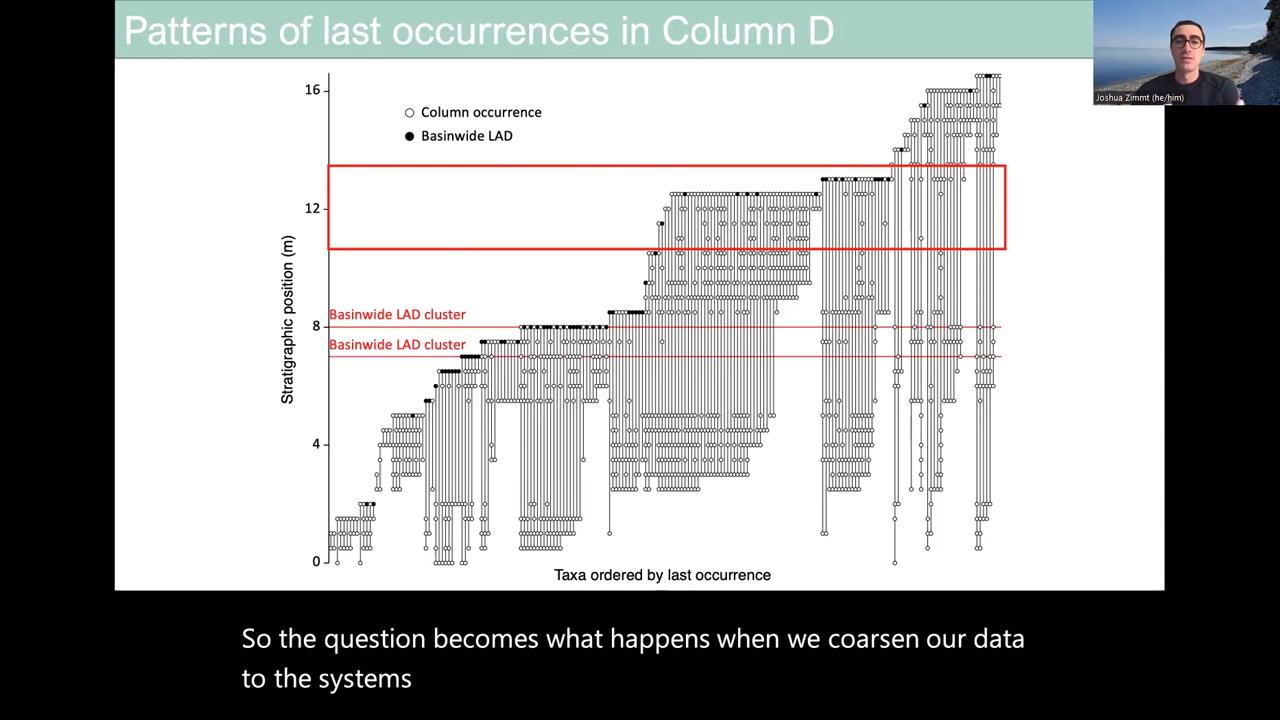 Patterns of last occurrences in Column D
Joshua Zimmt (he/him)
16
Column occurrence
Basinwide LAD
12
Stratigraphic position (m)
Basinwide LAD cluster
8
Basinwide LAD cluster
4
0
Taxa ordered by last occurrence
So the question becomes what happens when we coarsen our data
to the systems